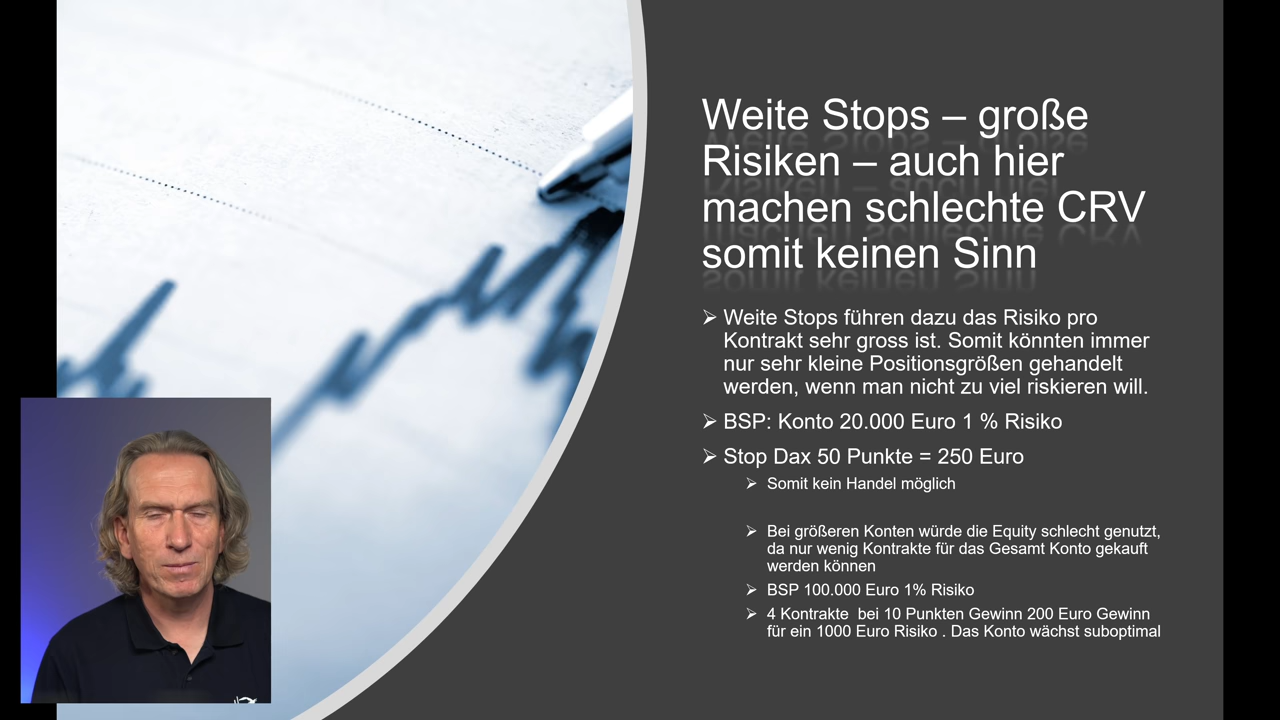 Weite Stops – große
Risiken – auch hier
machen schlechte CRV
somit keinen Sinn
➢ Weite Stops führen dazu das Risiko pro
Kontrakt sehr gross ist. Somit könnten immer
nur sehr kleine Positionsgrößen gehandelt
werden, wenn man nicht zu viel riskieren will.
➢ BSP: Konto 20.000 Euro 1 % Risiko
➢ Stop Dax 50 Punkte = 250 Euro
➢ Somit kein Handel möglich
➢ Bei größeren Konten würde die Equity schlecht genutzt,
da nur wenig Kontrakte für das Gesamt Konto gekauft
werden können
➢ BSP 100.000 Euro 1% Risiko
➢ 4 Kontrakte  bei 10 Punkten Gewinn 200 Euro Gewinn
für ein 1000 Euro Risiko . Das Konto wächst suboptimal